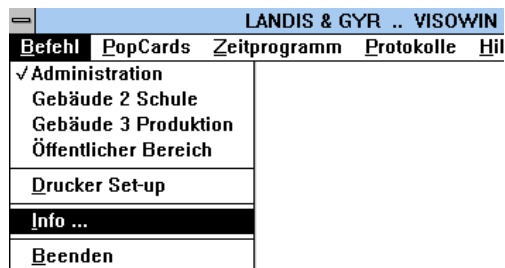 LANDIS & GYR .. VISOWIN
Befehl PopCards Zeitprogramm Protokolle Hil
√ Administration
Gebäude 2 Schule
Gebäude 3 Produktion
Öffentlicher Bereich
Drucker Set-up
Info ...
Beenden